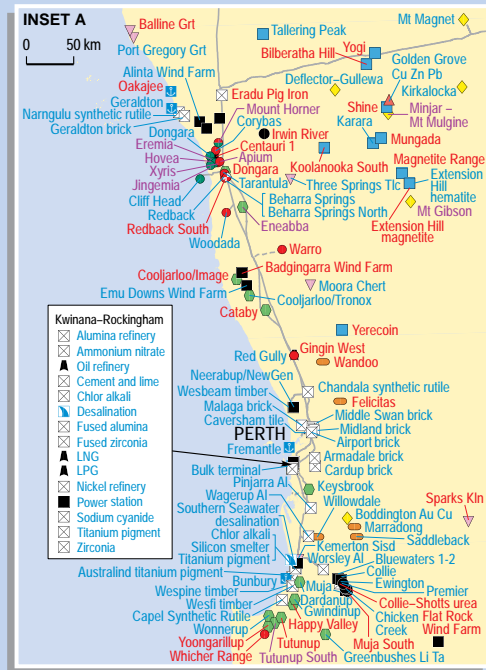 INSET A
0 50 km
Balline Grt
Port Gregory Grt
Tallering Peak
Mt Magnet
Yogi
Bilberatha Hill
Golden Grove
Cu Zn Pb
Alinta Wind Farm
Oakajee
Deflector–Gullewa
Kirkalocka
Geraldton
Eradu Pig Iron
Narngulu synthetic rutile
Mount Horner
Shine
Minjar –
Mt Mulgine
Geraldton brick
Corybas
Karara
Dongara
Irwin River
Mungada
Eremia
Centauri 1
Hovea
Apium
Koolanooka South
Magnetite Range
Xyris
Dongara
Jingemia
Tarantula
Three Springs Tlc
Extension
Hill
hematite
Cliff Head
Beharra Springs
Redback
Beharra Springs North
Mt Gibson
Redback South
Eneabba
Extension Hill
magnetite
Woodada
Warro
Cooljarloo/Image
Badgingarra Wind Farm
Emu Downs Wind Farm
Moora Chert
Cooljarloo/Tronox
Cataby
Yerecoin
Kwinana–Rockingham
Alumina refinery
Ammonium nitrate
Oil refinery
Cement and lime
Chlor alkali
Desalination
Fused alumina
Fused zirconia
LNG
LPG
Nickel refinery
Power station
Sodium cyanide
Titanium pigment
Zirconia
Red Gully
Gingin West
Wandoo
Neerabup/NewGen
Chandala synthetic rutile
Wesbeam timber
Felicitas
Malaga brick
Middle Swan brick
Caversham tile
Midland brick
PERTH
Airport brick
Fremantle
Armadale brick
Bulk terminal
Cardup brick
Pinjarra Al
Keysbrook
Wagerup Al
Willowdale
Sparks Kln
Southern Seawater
desalination
Boddington Au Cu
Marradong
Chlor alkali
Saddleback
Silicon smelter
Kemerton Sisd
Titanium pigment
Worsley Al
Bluewaters 1-2
Australind titanium pigment
Collie
Bunbury
Muja
Ewington
Wespine timber
Premier
Wesfi timber
Dardanup
Collie–Shotts urea
Capel Synthetic Rutile
Gwindinup
Chicken
Creek
Flat Rock
Wind Farm
Wonnerup
Happy Valley
Yoongarillup
Tutunup
Muja South
Whicher Range
Tutunup South
Greenbushes Li Ta